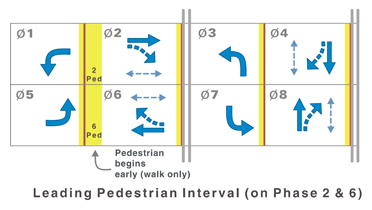 Ø1
Ø2
Ø3
Ø4
2
Ped
Ø5
Ø6
Ø7
Ø8
6
Ped
Pedestrian
begins
early (walk only)
Leading Pedestrian Interval (on Phase 2 & 6)